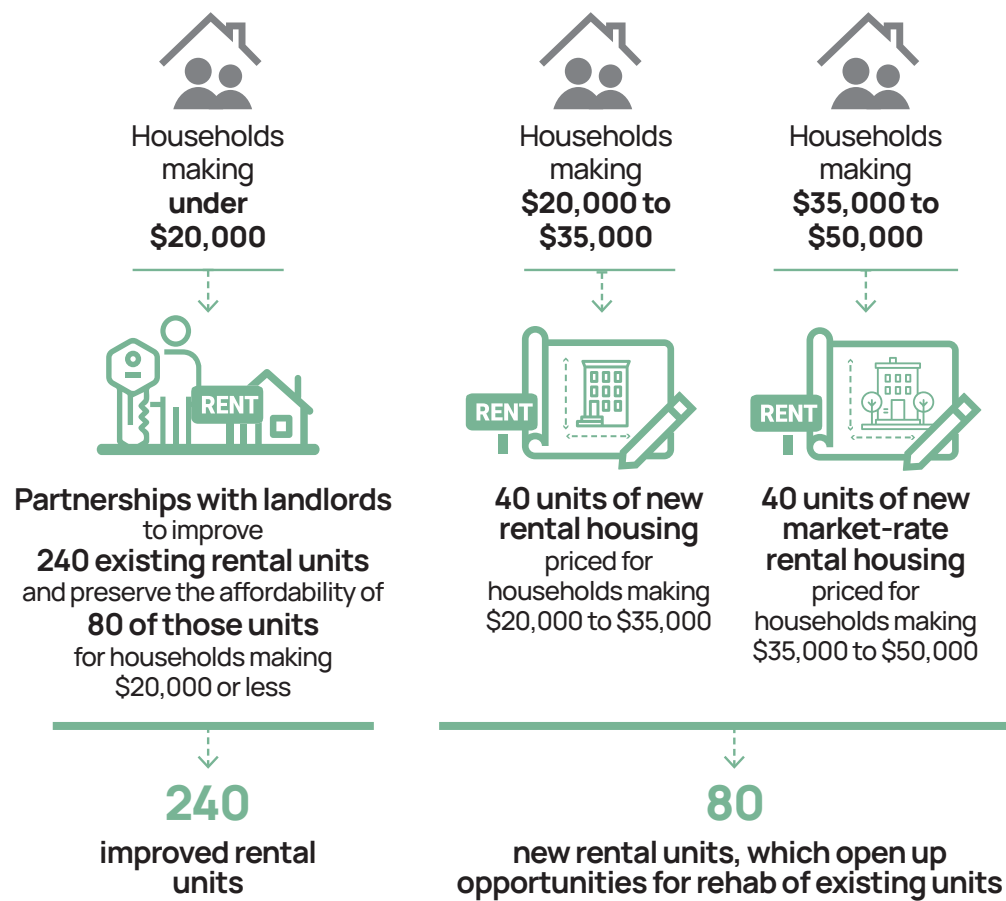 Households
making
under
$20,000
RENT
Partnerships with landlords
to improve
240 existing rental units
and preserve the affordability of
80 of those units
for households making
$20,000 or less
240
improved rental
units
Households
making
$20,000 to
$35,000
RENT
40 units of new
rental housing
priced for
households making
$20,000 to $35,000
Households
making
$35,000 to
$50,000
RENT
40 units of new
market-rate
rental housing
priced for
households making
$35,000 to $50,000
80
new rental units, which open up
opportunities for rehab of existing units